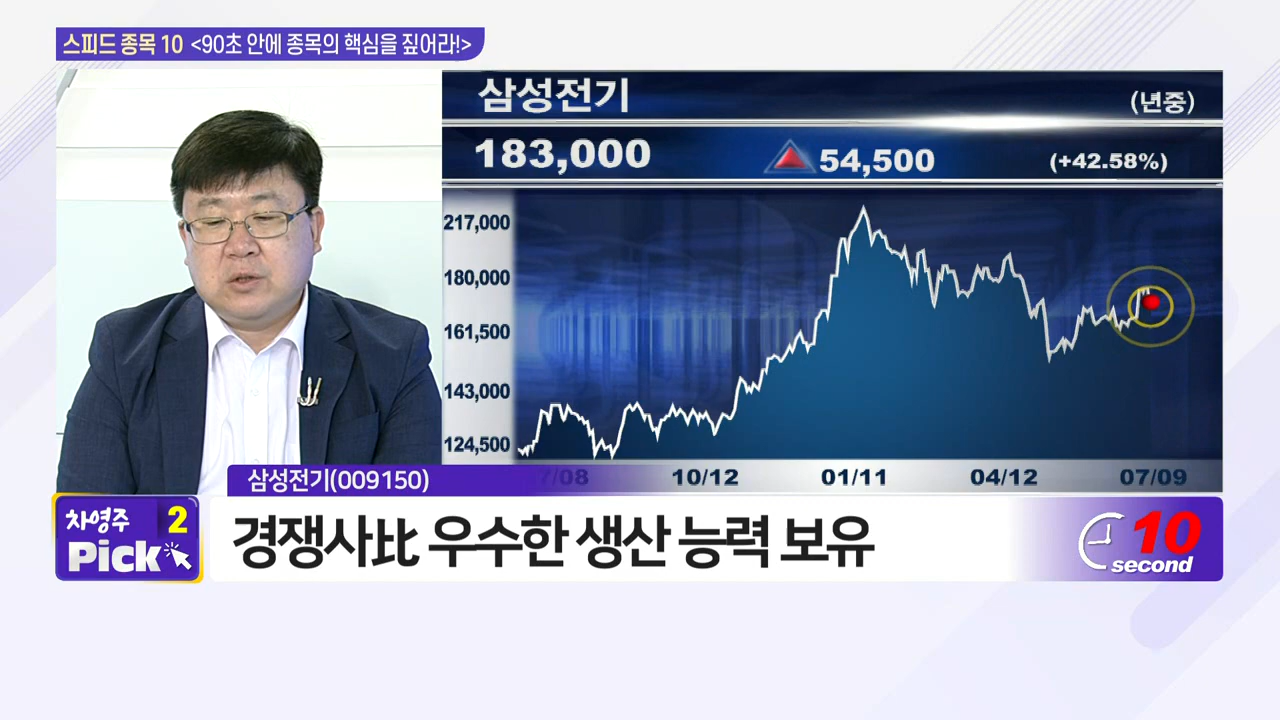 스피드 종목 10 <90초 안에 종목의 핵심을 짚어라!>
삼성전기
(년중)
183,000
54,500
(+42.58%)
217,000
180,000
161,500
143,000
124,500
7/08
10/12
01/11
04/12
07/09
삼성전기(009150)
차영주
2
Pick
경쟁사比 우수한 생산 능력 보유
10
second